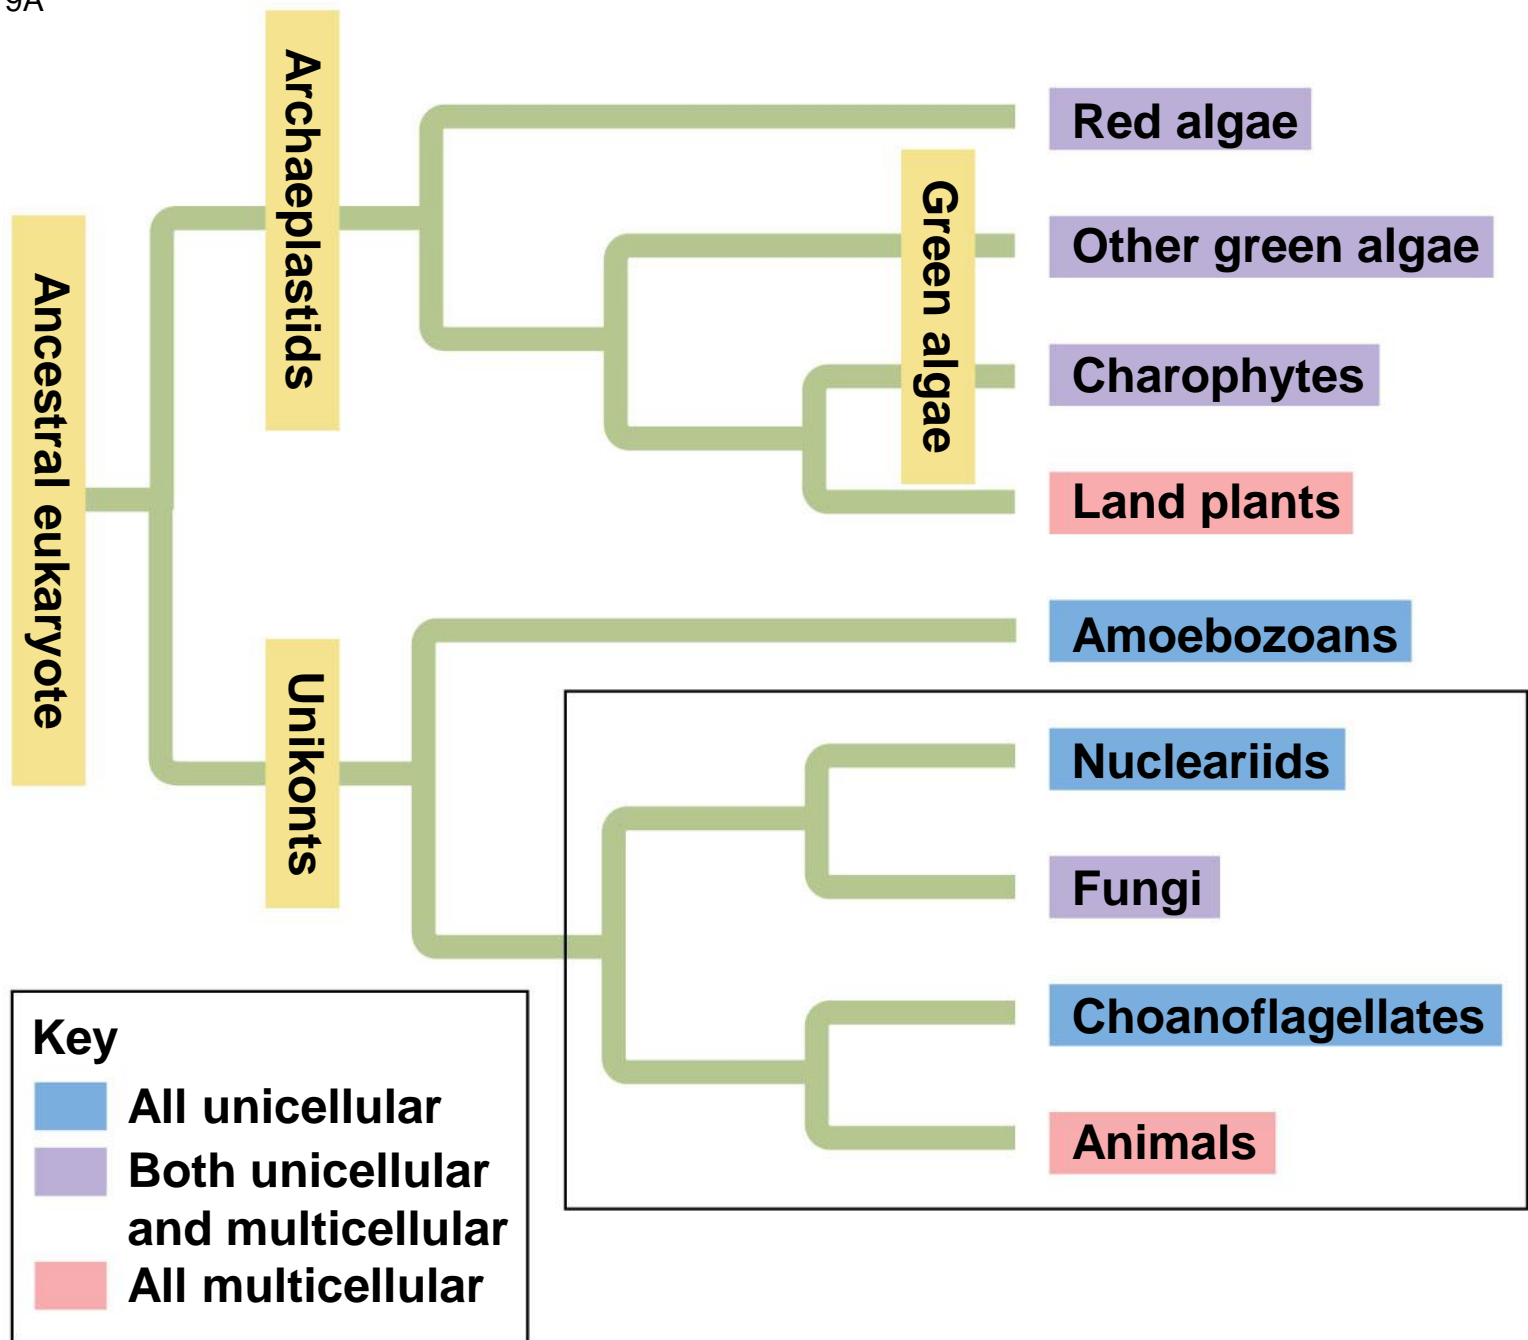 9A
Archaeplastids
Red algae
Green algae
Other green algae
Ancestral eukaryote
Charophytes
Land plants
Amoebozoans
Unikonts
Nucleariids
Fungi
Choanoflagellates
Animals
Key
All unicellular
Both unicellular
and multicellular
All multicellular